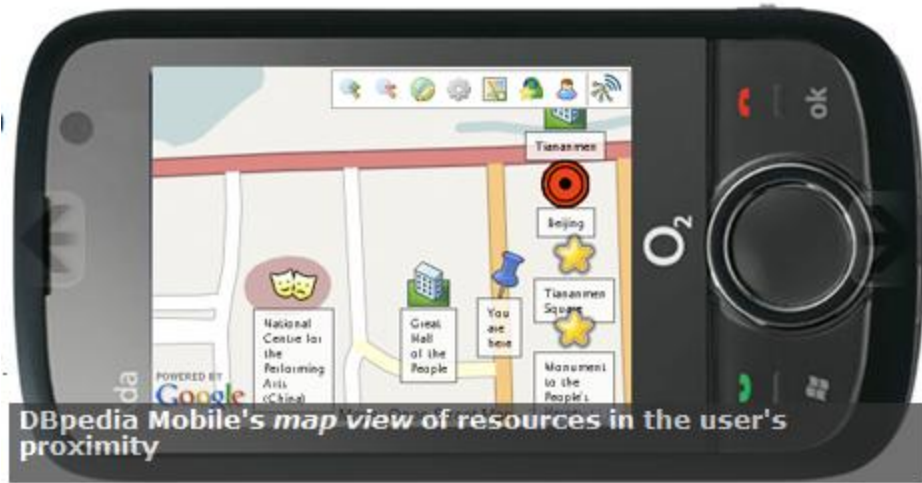 Tiananmen
Beijing
Tiananmen
Square
Monument
to the
People's
You
are
here
Great
Hall
of the
People
National
Centre for
the
Performing
Arts
(China)
POWERED BY
Google
O2
ok
DBpedia Mobile's map view of resources in the user's
proximity